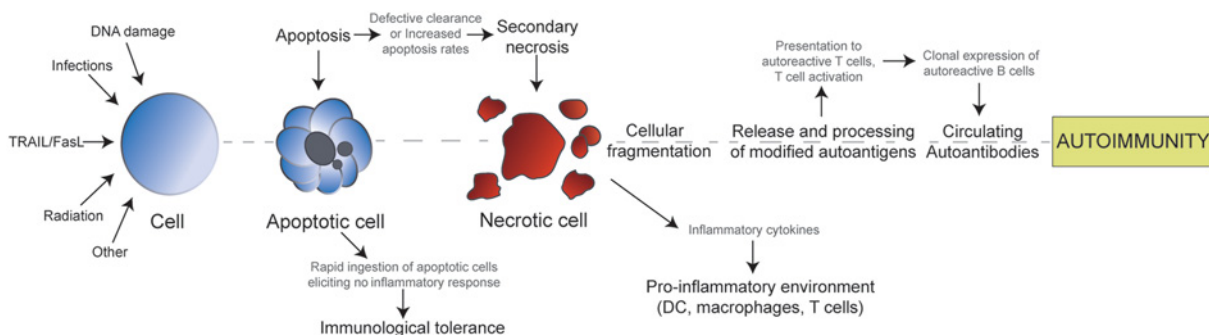 DNA damage
Infections
TRAIL/FasL
Radiation
Other
Cell
Apoptosis
Defective clearance
or Increased
apoptosis rates
Secondary
necrosis
Apoptotic cell
Rapid ingestion of apoptotic cells
eliciting no inflammatory response
Immunological tolerance
Necrotic cell
Cellular
fragmentation
Inflammatory cytokines
Pro-inflammatory environment
(DC, macrophages, T cells)
Presentation to
autoreactive T cells,
T cell activation
Clonal expression of
autoreactive B cells
Release and processing
of modified autoantigens
Circulating
Autoantibodies
AUTOIMMUNITY